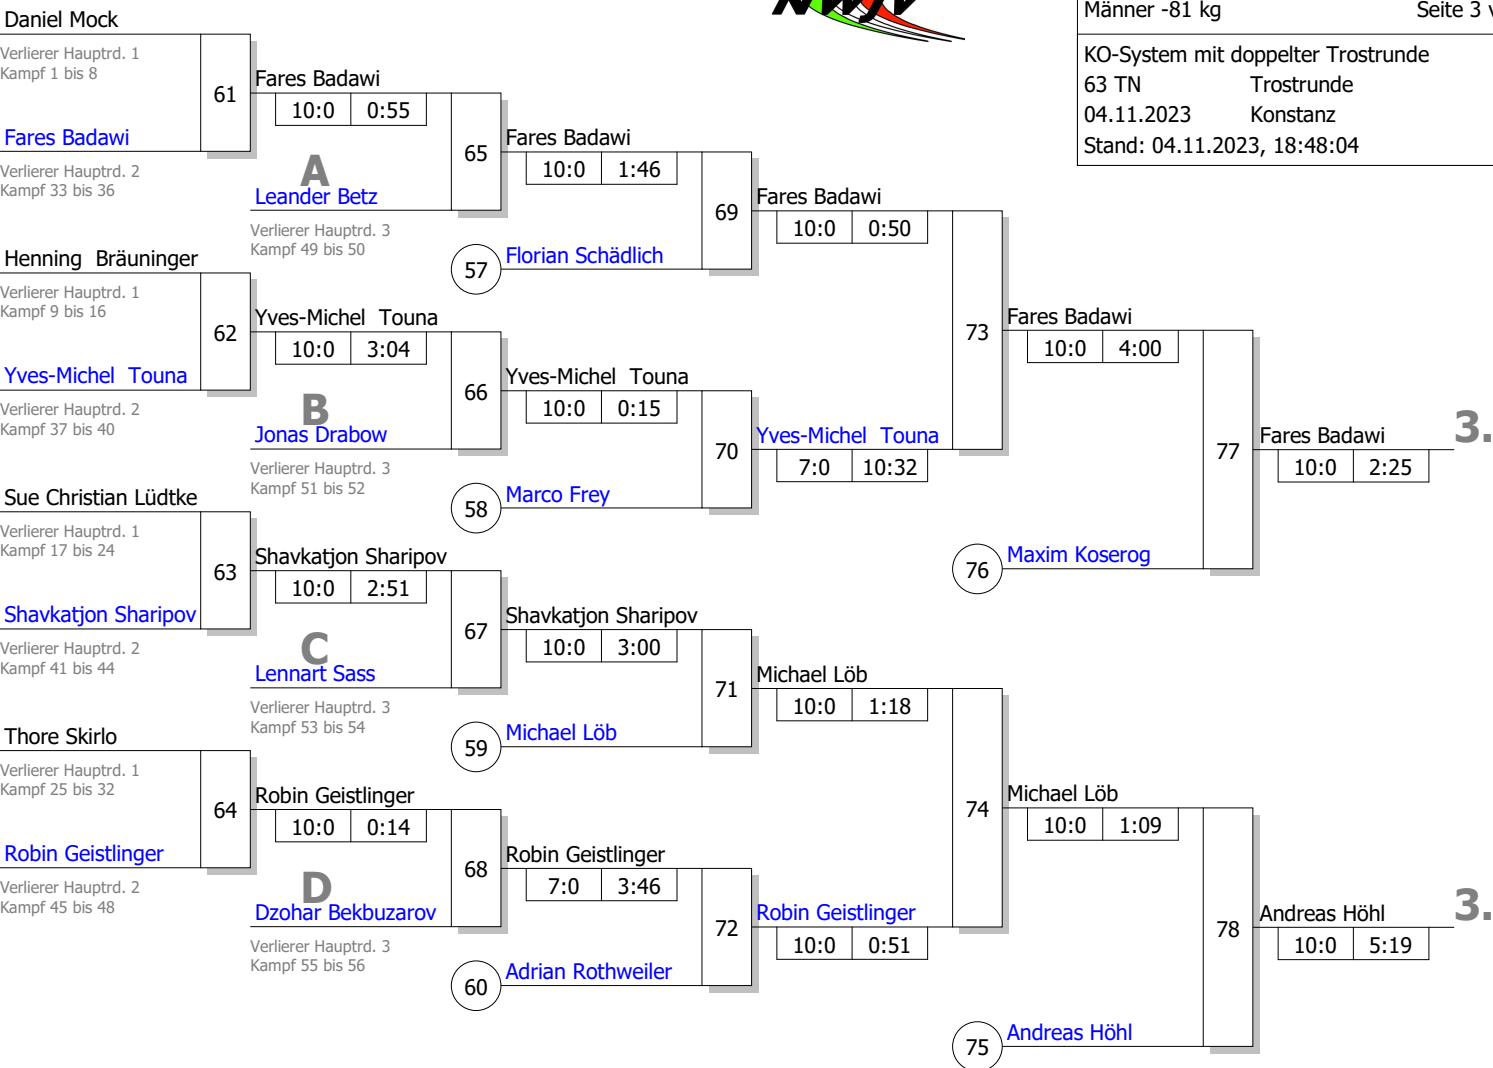 NWJV
Männer -81 kg Seite 3 v
KO-System mit doppelter Trostrunde
63 TN Trostrunde
04.11.2023 Konstanz
Stand: 04.11.2023, 18:48:04
Daniel Mock
Verlierer Hauptrd. 1
Kampf 1 bis 8
61
Fares Badawi
Verlierer Hauptrd. 2
Kampf 33 bis 36
Fares Badawi
10:0 0:55
A
65
Leander Betz
Verlierer Hauptrd. 3
Kampf 49 bis 50
Fares Badawi
10:0 1:46
69
57 Florian Schädlich
Fares Badawi
10:0 0:50
Henning Bräuninger
Verlierer Hauptrd. 1
Kampf 9 bis 16
62
Yves-Michel Touna
Verlierer Hauptrd. 2
Kampf 37 bis 40
Yves-Michel Touna
10:0 3:04
B
66
Jonas Drabow
Verlierer Hauptrd. 3
Kampf 51 bis 52
Yves-Michel Touna
10:0 0:15
70
58 Marco Frey
Yves-Michel Touna
7:0 10:32
73
Fares Badawi
10:0 4:00
77
76 Maxim Koserog
Fares Badawi 3.
10:0 2:25
Sue Christian Lüdtke
Verlierer Hauptrd. 1
Kampf 17 bis 24
63
Shavkatjon Sharipov
Verlierer Hauptrd. 2
Kampf 41 bis 44
Shavkatjon Sharipov
10:0 2:51
C
67
Lennart Sass
Verlierer Hauptrd. 3
Kampf 53 bis 54
Shavkatjon Sharipov
10:0 3:00
71
59 Michael Löb
Michael Löb
10:0 1:18
Thore Skirlo
Verlierer Hauptrd. 1
Kampf 25 bis 32
64
Robin Geistlinger
Verlierer Hauptrd. 2
Kampf 45 bis 48
Robin Geistlinger
10:0 0:14
D
68
Dzohar Bekbuzarov
Verlierer Hauptrd. 3
Kampf 55 bis 56
Robin Geistlinger
7:0 3:46
72
60 Adrian Rothweiler
Robin Geistlinger
10:0 0:51
74
Michael Löb
10:0 1:09
78
75 Andreas Höhl
Andreas Höhl 3.
10:0 5:19